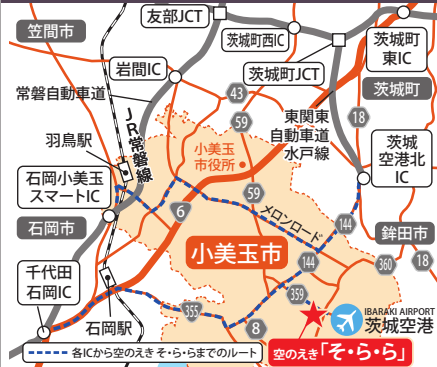 友部JCT
笠間市
茨城町西IC
茨城町
東IC
岩間IC
茨城町JCT
茨城町
常磐自動車道
43
59
東関東
自動車道
水戸線
18
JR常磐線
羽鳥駅
小美玉
市役所
茨城
空港北
IC
石岡小美玉
スマートIC
6
59
メロンロード
144
石岡市
小美玉市
144
360
鉾田市
千代田
石岡IC
359
355
石岡駅
8
IBARAKI AIRPORT
茨城空港
各ICから空のえき そ・ら・らまでのルート
空のえき「そ・ら・ら」